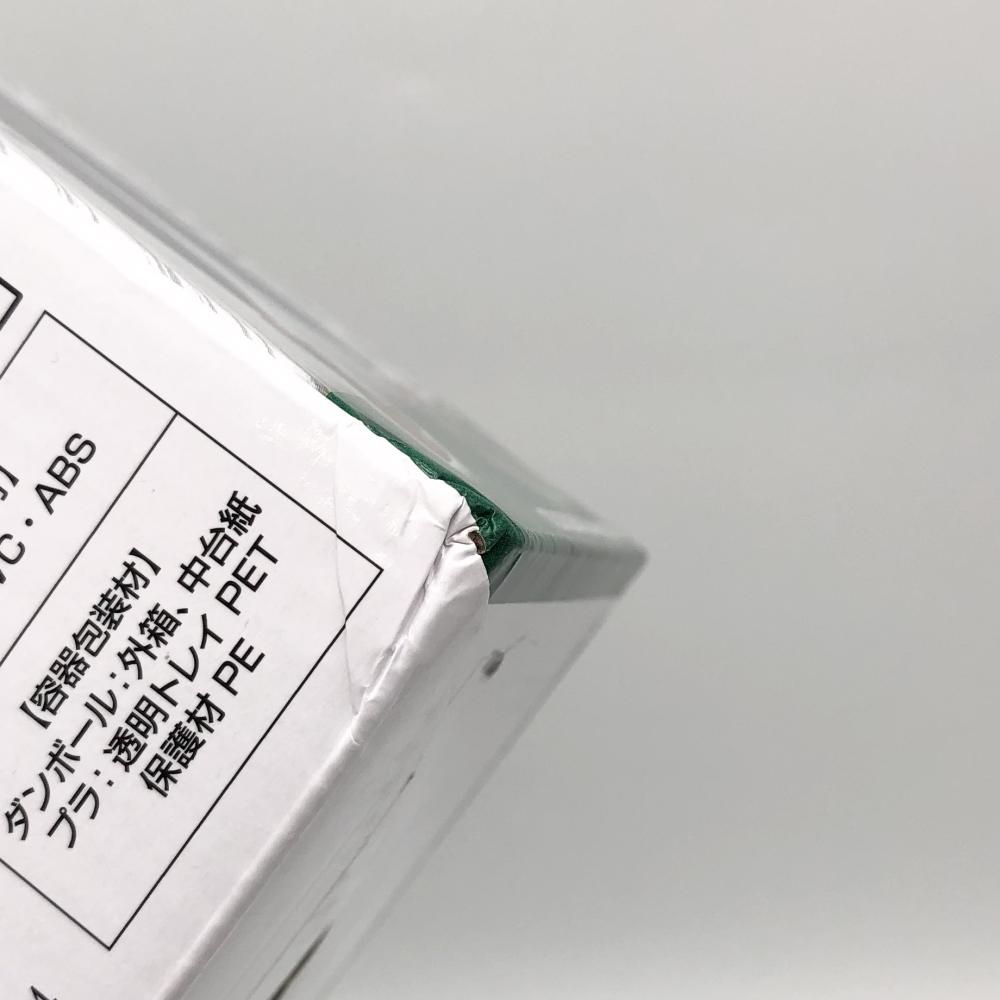 ・ABS
【容器包装材】
ダンボール：外箱、中台紙
プラ：透明トレイ PET
保護材 PE